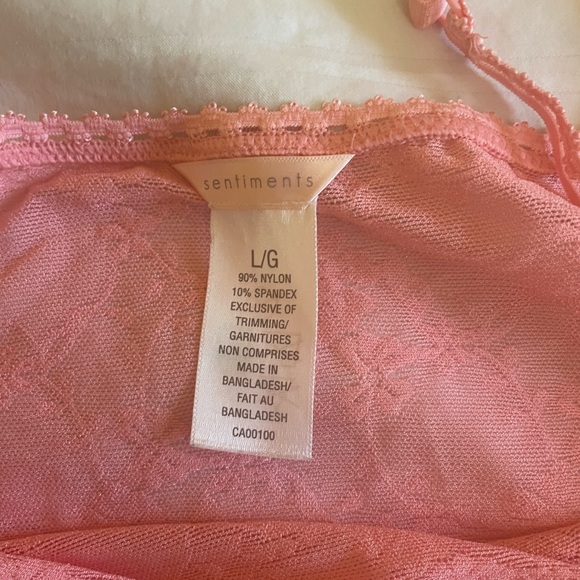 sentiments
L/G
90% NYLON
10% SPANDEX
EXCLUSIVE OF
TRIMMING/
GARNITURES
NON COMPRISES
MADE IN
BANGLADESH/
FAIT AU
BANGLADESH
CA00100